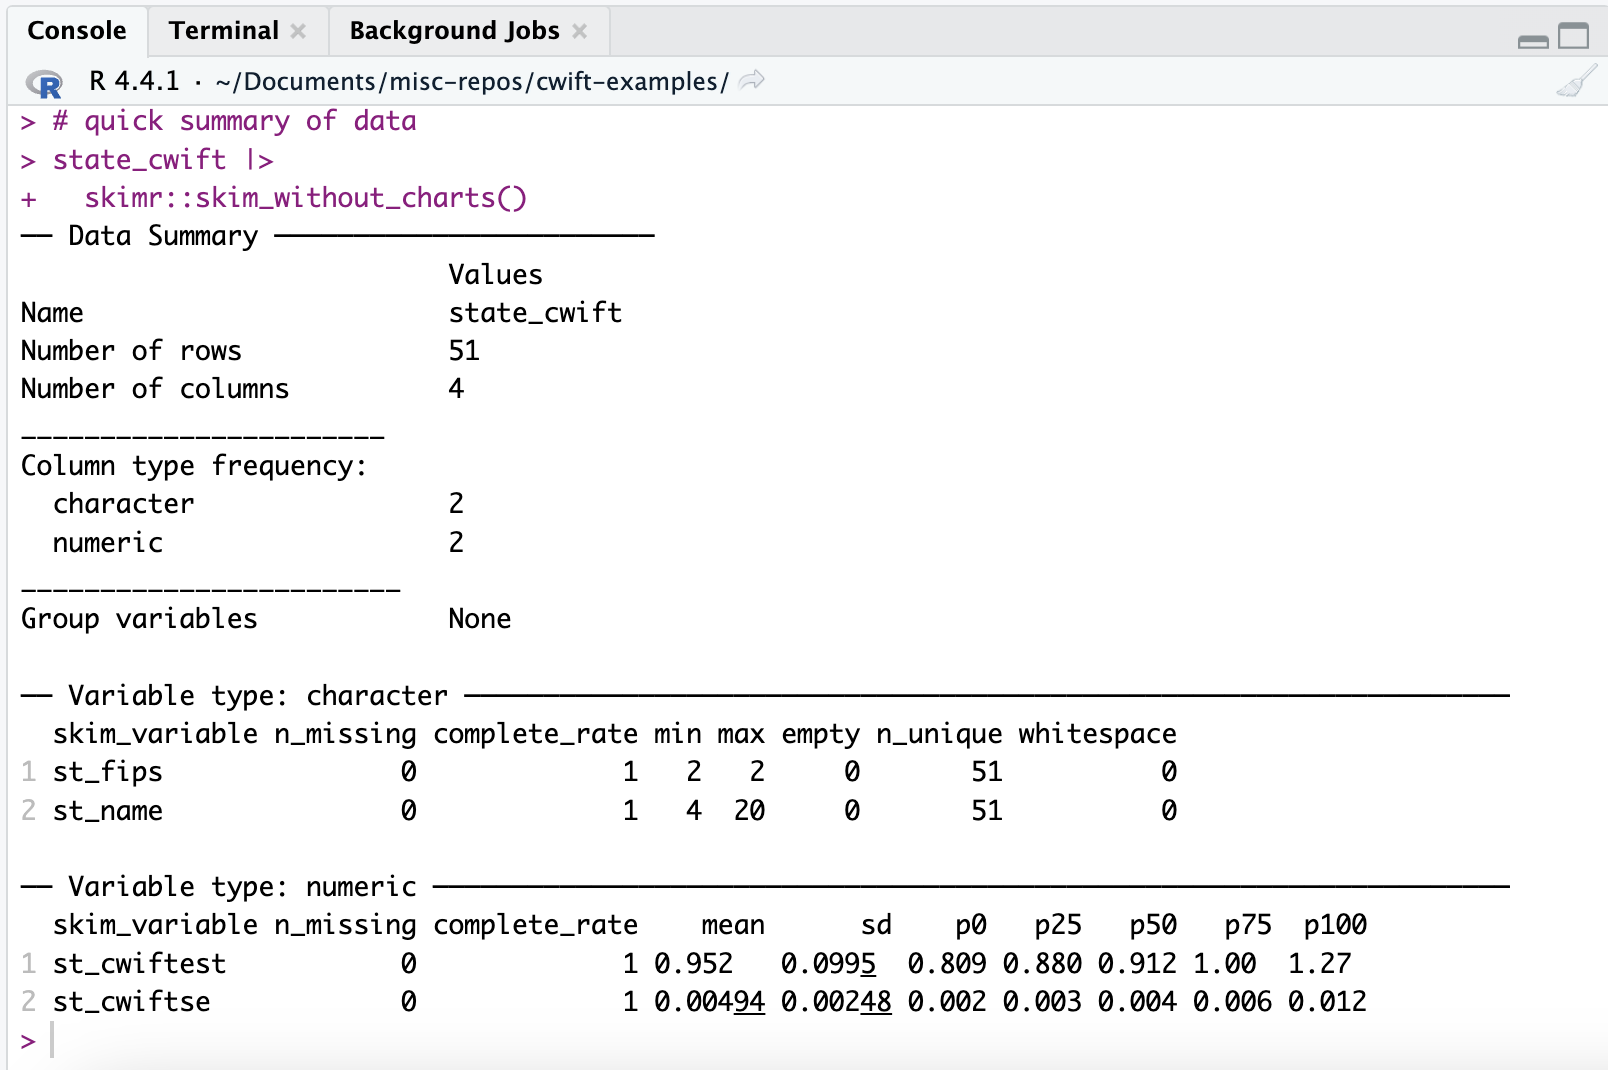 Console Terminal × Background Jobs ×
R R 4.4.1 · ~/Documents/misc-repos/cwift-examples/
> # quick summary of data
> state_cwift |>
+   skimr::skim_without_charts()
── Data Summary ────────────────────────
                           Values
Name                       state_cwift
Number of rows             51
Number of columns          4
_______________________
Column type frequency:
  character                2
  numeric                  2
________________________
Group variables            None
── Variable type: character ──────────────────────────────────────────────────────────────────
  skim_variable n_missing complete_rate min max empty n_unique whitespace
1 st_fips               0             1   2   2     0       51          0
2 st_name               0             1   4  20     0       51          0
── Variable type: numeric ────────────────────────────────────────────────────────────────────
  skim_variable n_missing complete_rate    mean      sd    p0   p25   p50   p75  p100
1 st_cwiftest           0             1 0.952   0.0995  0.809 0.880 0.912 1.00  1.27
2 st_cwiftse            0             1 0.00494 0.00248 0.002 0.003 0.004 0.006 0.012
>